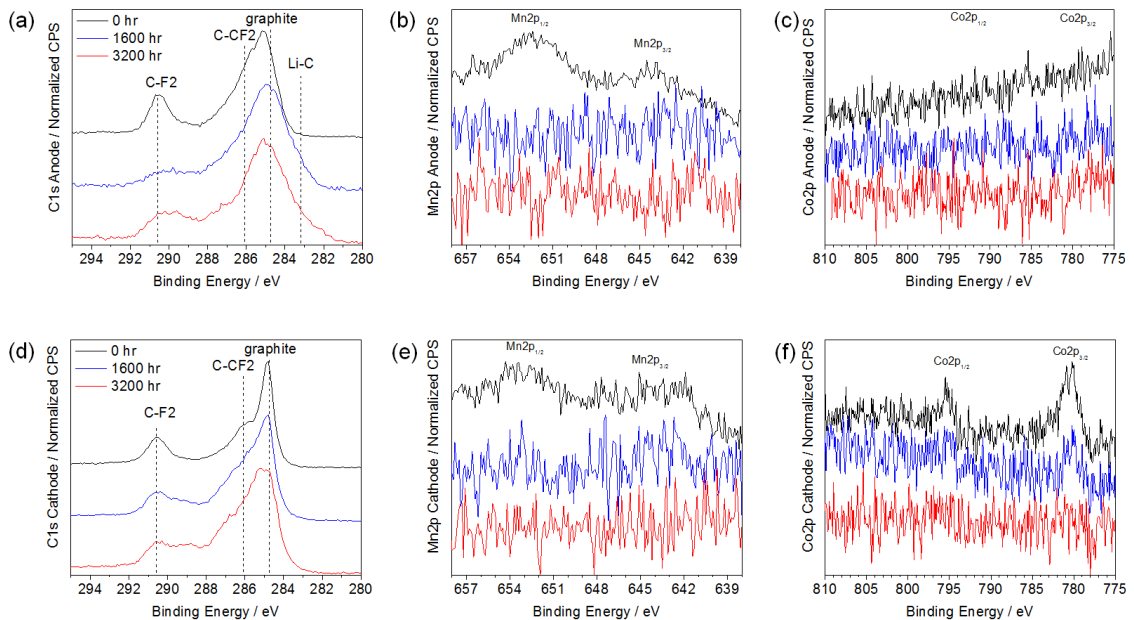 (a)
C1s Anode / Normalized CPS
0 hr
1600 hr
3200 hr
graphite
C-CF2
Li-C
C-F2
294 292 290 288 286 284 282 280
Binding Energy / eV
(b)
Mn2p Anode / Normalized CPS
Mn2p1/2
Mn2p3/2
657 654 651 648 645 642 639
Binding Energy / eV
(c)
Co2p Anode / Normalized CPS
Co2p1/2
Co2p3/2
810 805 800 795 790 785 780 775
Binding Energy / eV
(d)
C1s Cathode / Normalized CPS
0 hr
1600 hr
3200 hr
graphite
C-CF2
C-F2
294 292 290 288 286 284 282 280
Binding Energy / eV
(e)
Mn2p Cathode / Normalized CPS
Mn2p1/2
Mn2p3/2
657 654 651 648 645 642 639
Binding Energy / eV
(f)
Co2p Cathode / Normalized CPS
Co2p1/2
Co2p3/2
810 805 800 795 790 785 780 775
Binding Energy / eV